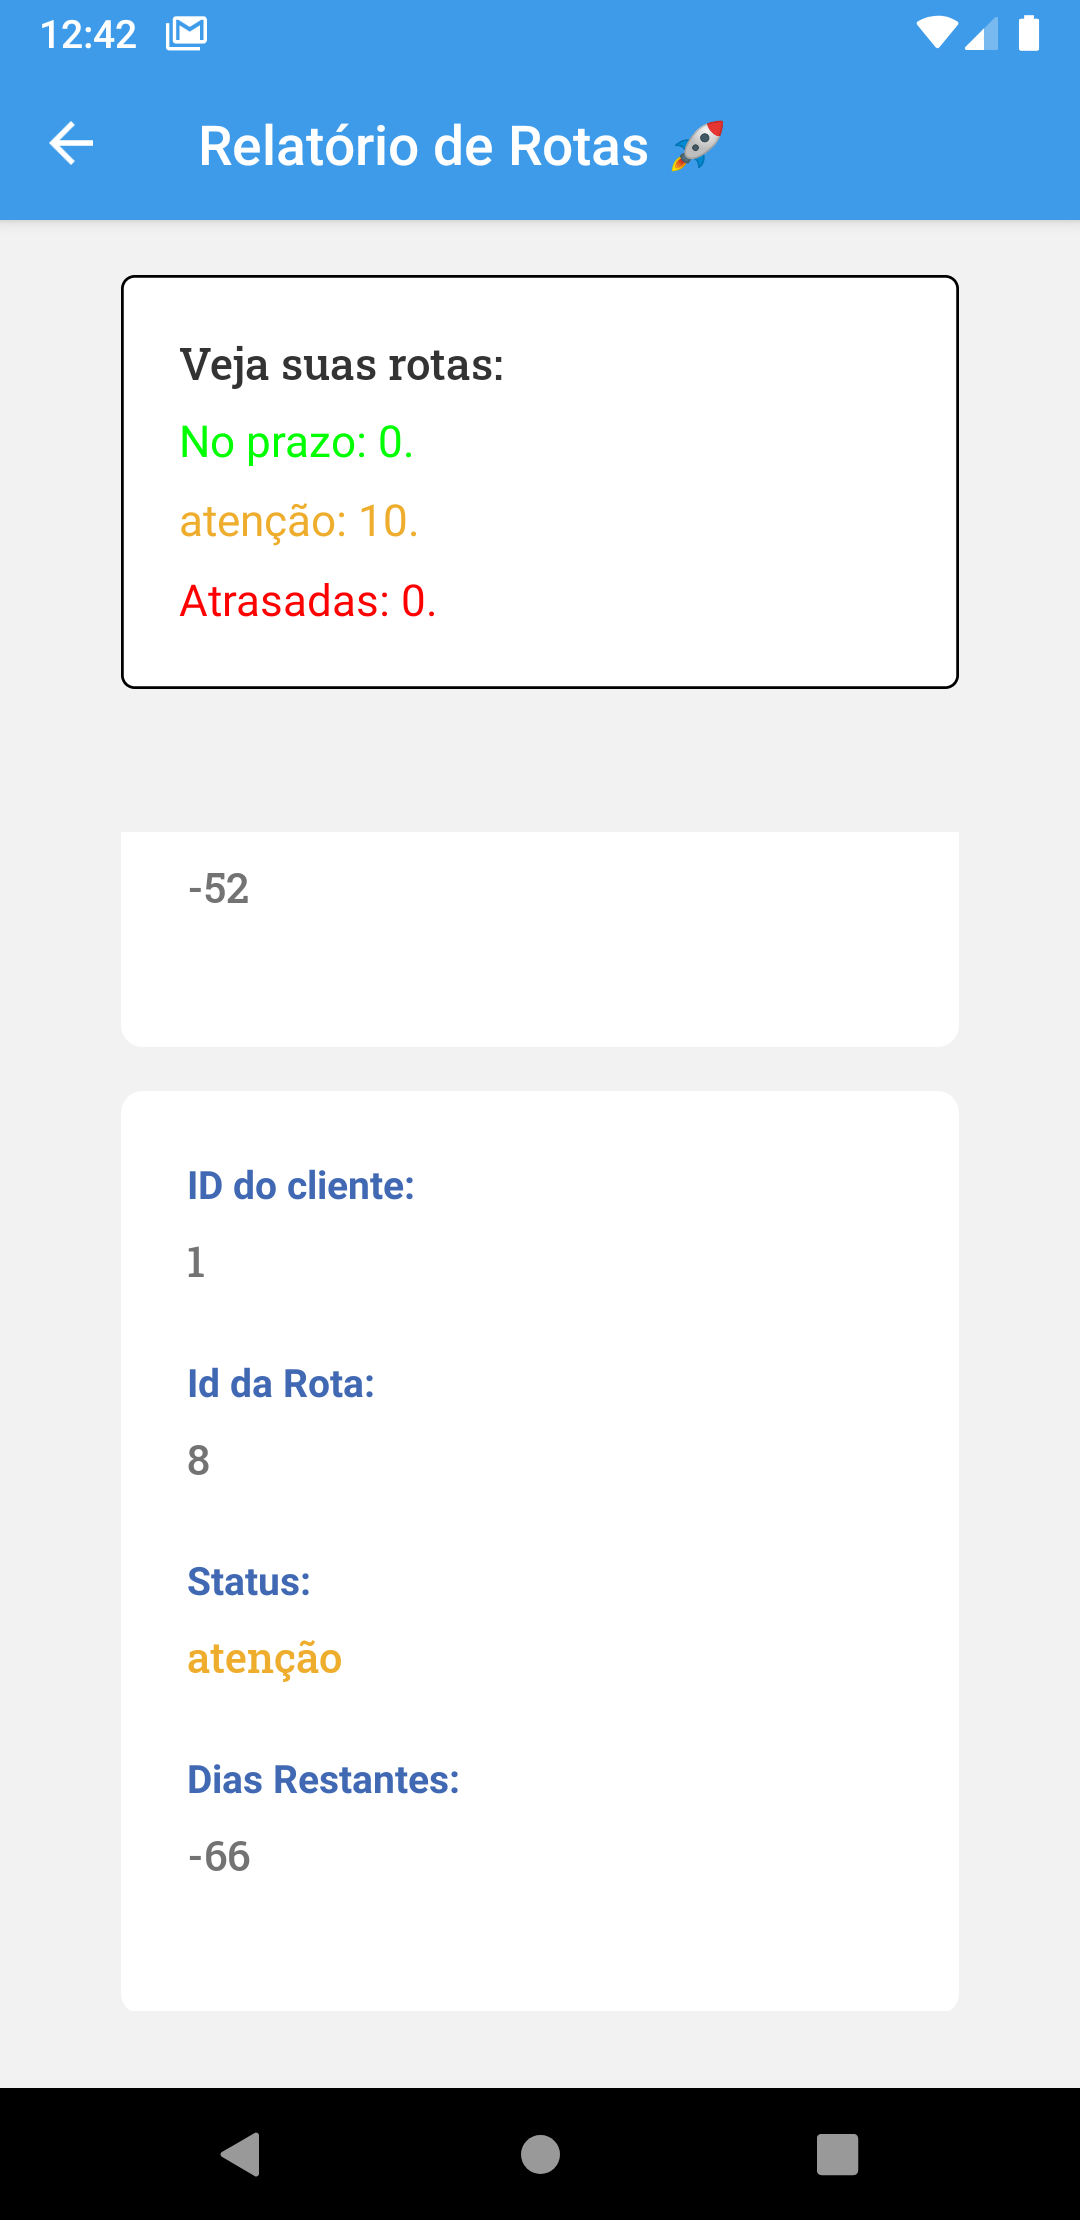 12:42
Relatório de Rotas 🚀
Veja suas rotas:
No prazo: 0.
atenção: 10.
Atrasadas: 0.
-52
ID do cliente:
1
Id da Rota:
8
Status:
atenção
Dias Restantes:
-66